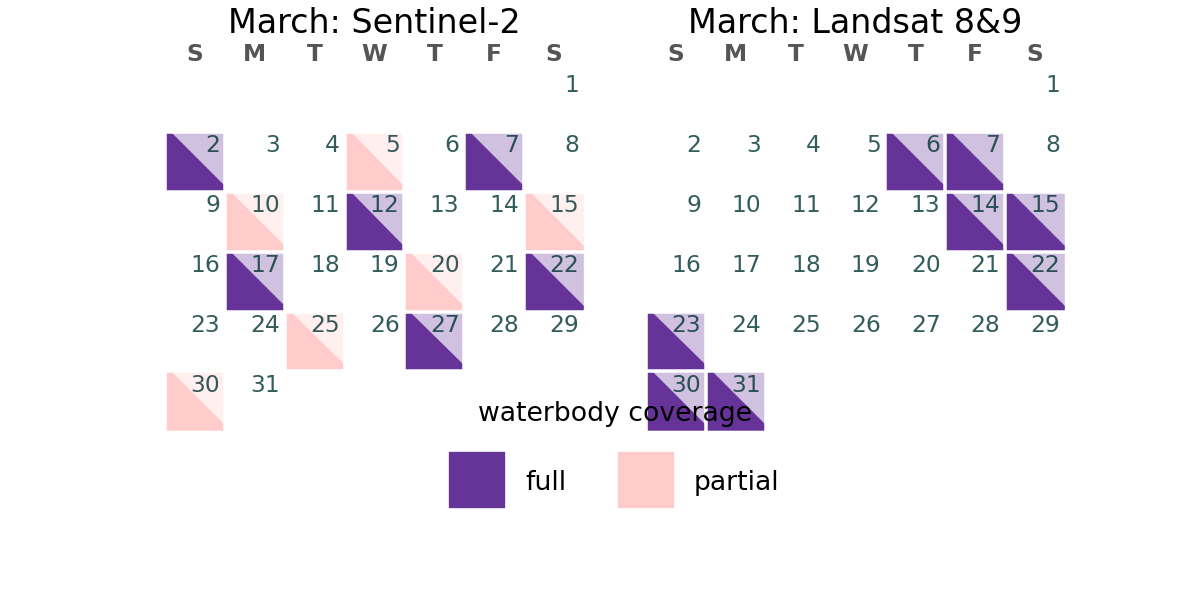 March: Sentinel-2
S M T W T F S
1
2 3 4 5 6 7 8
9 10 11 12 13 14 15
16 17 18 19 20 21 22
23 24 25 26 27 28 29
30 31
March: Landsat 8&9
S M T W T F S
1
2 3 4 5 6 7 8
9 10 11 12 13 14 15
16 17 18 19 20 21 22
23 24 25 26 27 28 29
30 31
waterbody coverage
full partial